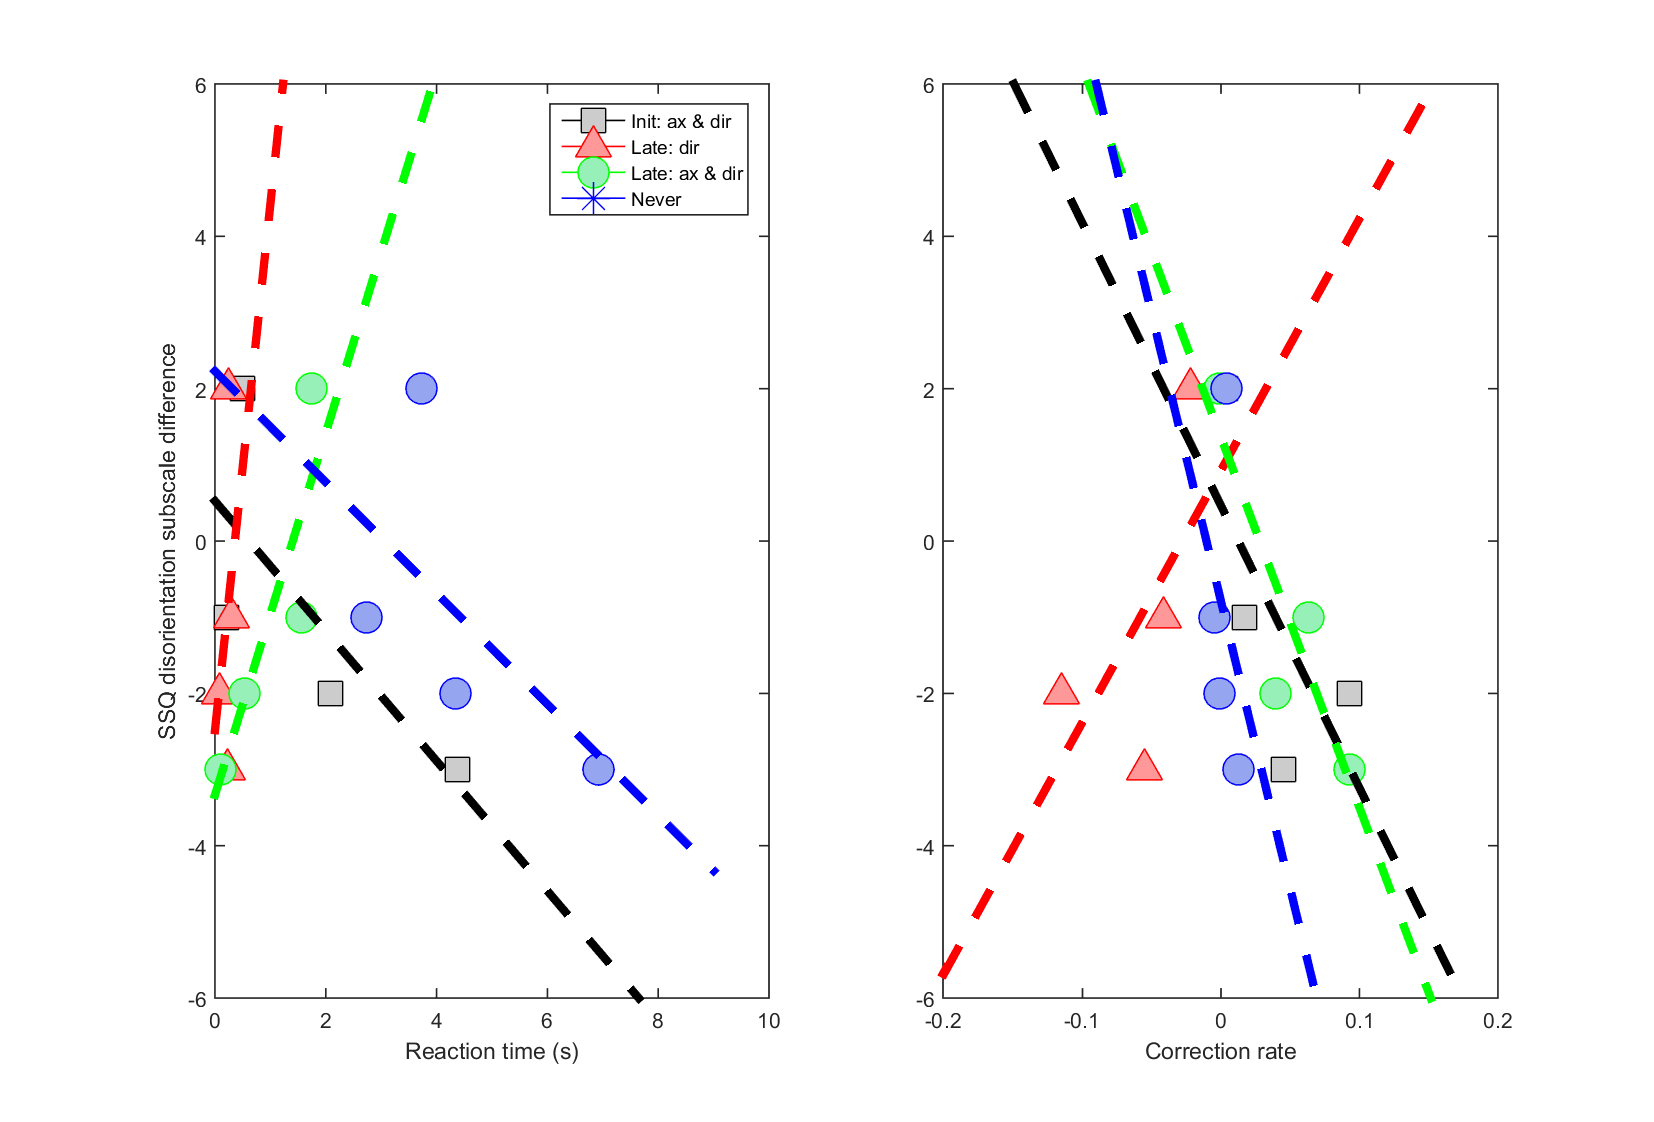 6
4
2
0
-2
-4
-6
0 2 4 6 8 10
Reaction time (s)
SSQ disorientation subscale difference
Init: ax & dir
Late: dir
Late: ax & dir
Never
6
4
2
0
-2
-4
-6
-0.2 -0.1 0 0.1 0.2
Correction rate